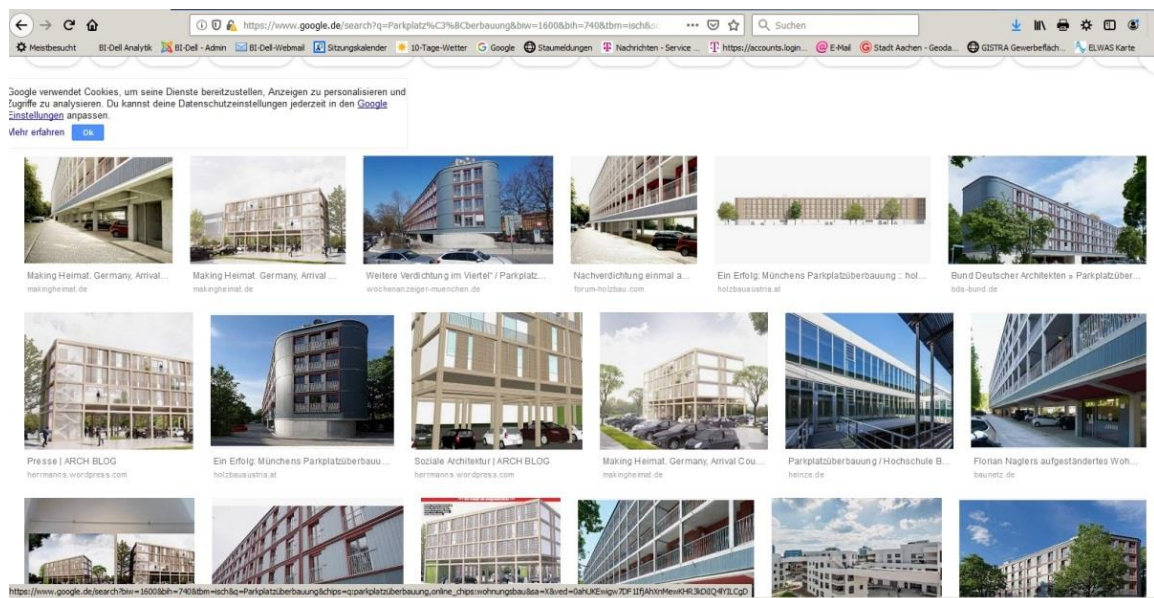 https://www.google.de/search?q=Parkplatz%C3%BCberbauung&biw=1600&bih=740&tbm=isch&s
Suchen
Meistbesucht BI-Dell Analytik BI-Dell - Admin BI-Dell-Webmail Sitzungskalender 10-Tage-Wetter Google Staumeldungen Nachrichten - Service ... https://accounts.login... E-Mail Stadt Aachen - Geoda... GISTRA Gewerbefläch... ELWAS Karte
Google verwendet Cookies, um seine Dienste bereitzustellen, Anzeigen zu personalisieren und
Zugriffe zu analysieren. Du kannst deine Datenschutzeinstellungen jederzeit in den Google
Einstellungen anpassen.
Mehr erfahren Ok
Making Heimat. Germany, Arrival... Making Heimat. Germany, Arrival ... Weitere Verdichtung im Viertel" / Parkplatz... Nachverdichtung einmal a... Ein Erfolg: Münchens Parkplatzüberbauung :: hol... Bund Deutscher Architekten » Parkplatzüber...
makingheimat.de makingheimat.de wochenanzeiger-muenchen.de forum-holzbau.com holzbauaustria.at bda-bund.de
Presse | ARCH BLOG Ein Erfolg: Münchens Parkplatzüberbauu... Soziale Architektur | ARCH BLOG Making Heimat. Germany, Arrival Cou... Parkplatzüberbauung / Hochschule B... Florian Naglers aufgeständertes Woh...
herrmanns.wordpress.com holzbauaustria.at herrmanns.wordpress.com makingheimat.de heinze.de baunetz.de